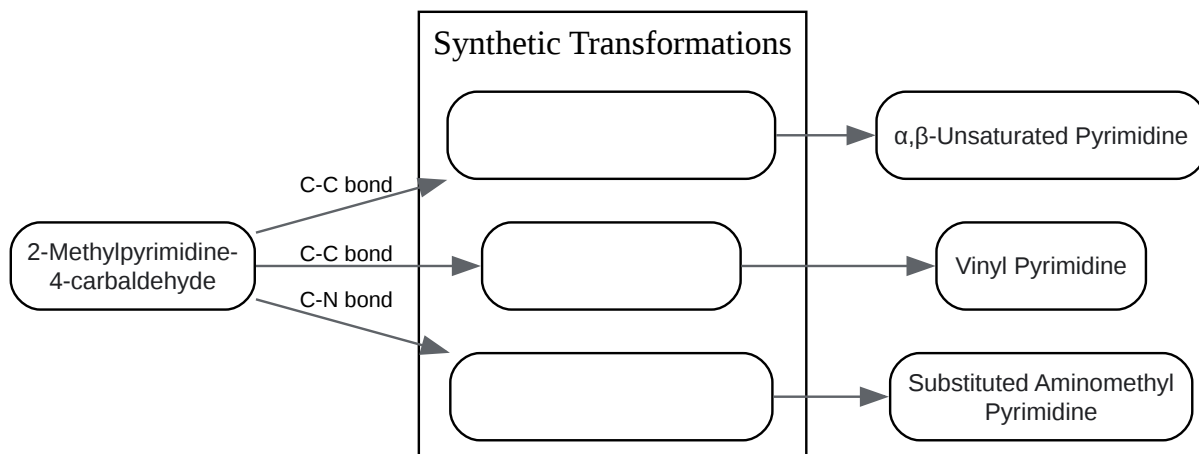 Synthetic Transformations
α,β-Unsaturated Pyrimidine
C-C bond
2-Methylpyrimidine-
4-carbaldehyde
C-C bond
Vinyl Pyrimidine
C-N bond
Substituted Aminomethyl
Pyrimidine